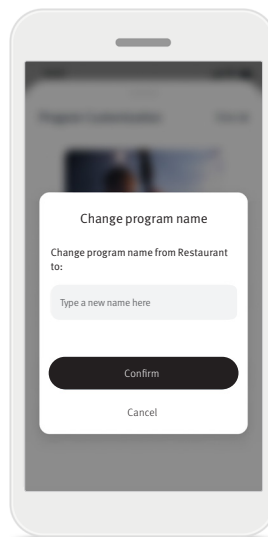 Change program name
Change program name from Restaurant
to:
Type a new name here
Confirm
Cancel